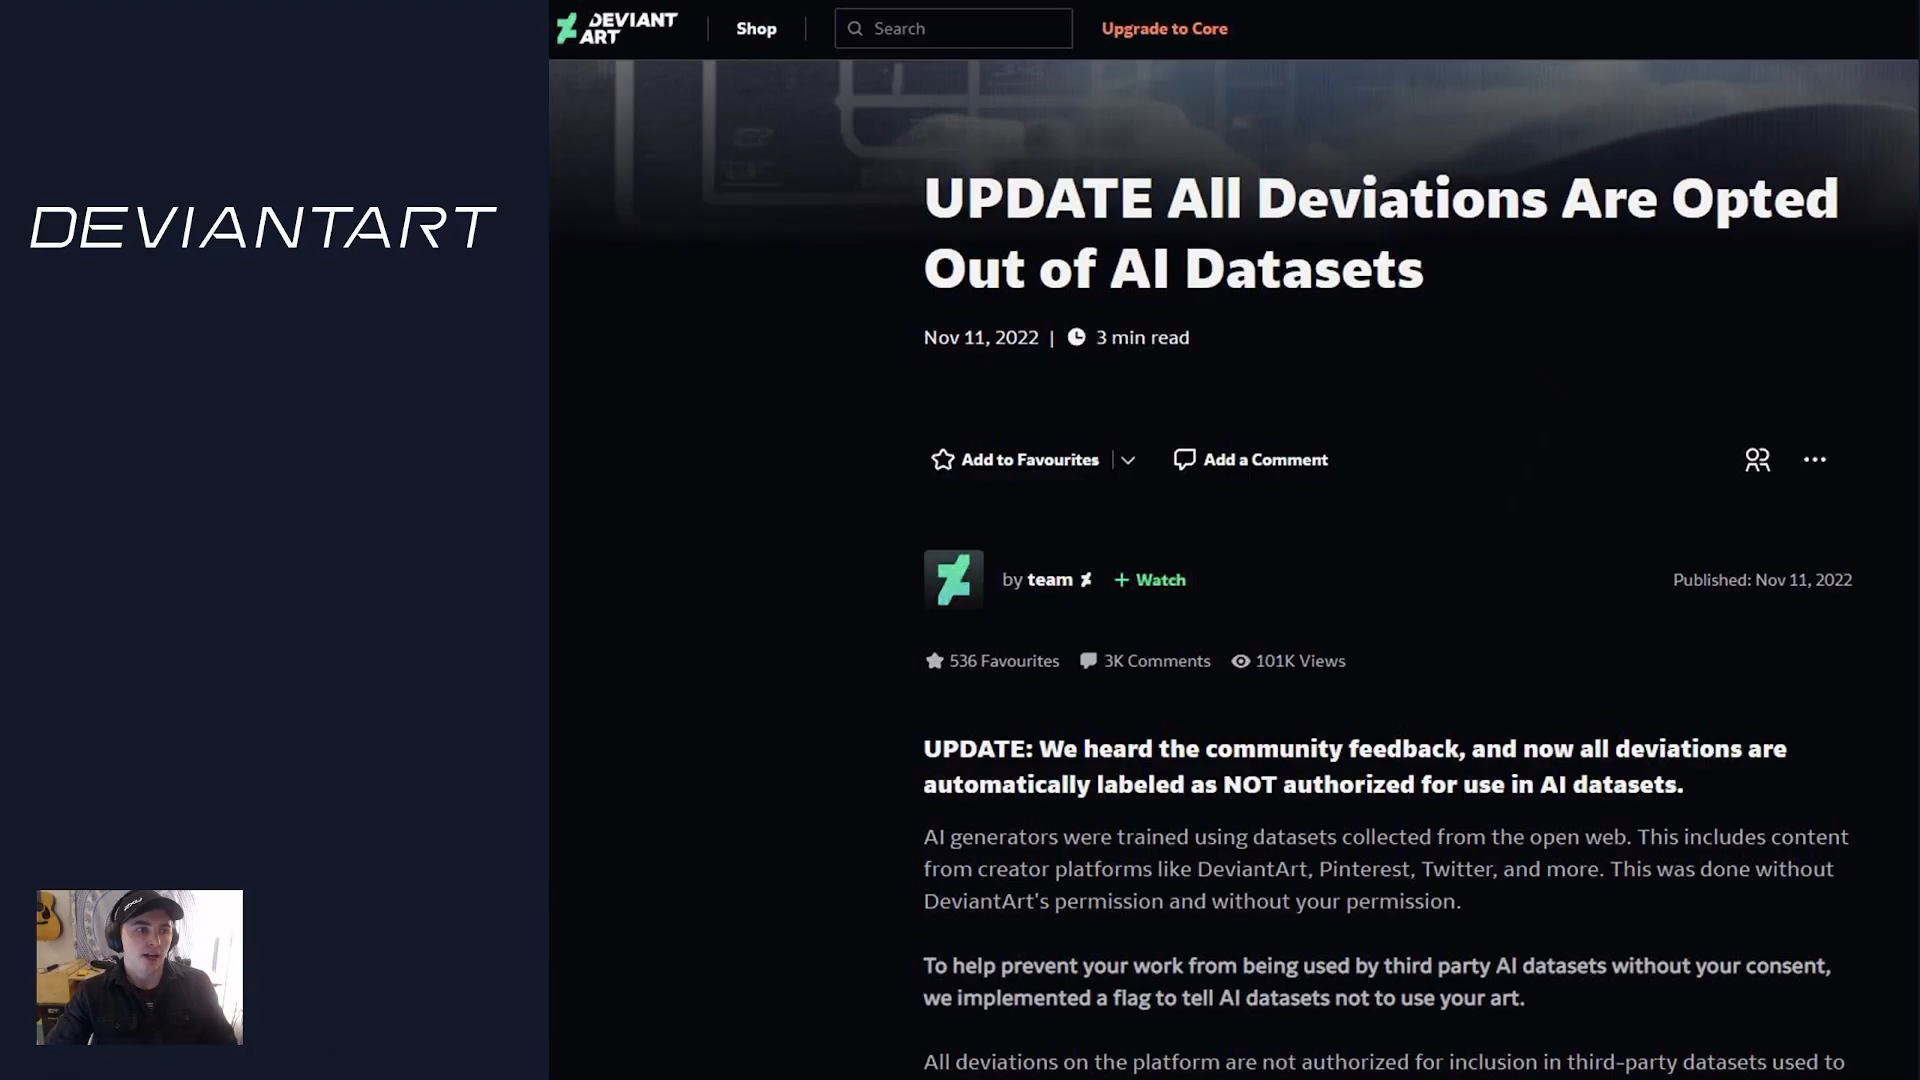 DEVIANTART
DEVIANT
ART
Shop
Search
Upgrade to Core
UPDATE All Deviations Are Opted
Out of AI Datasets
Nov 11, 2022 | 3 min read
Add to Favourites
Add a Comment
by team
+ Watch
Published: Nov 11, 2022
536 Favourites
3K Comments
101K Views
UPDATE: We heard the community feedback, and now all deviations are
automatically labeled as NOT authorized for use in AI datasets.
AI generators were trained using datasets collected from the open web. This includes content
from creator platforms like DeviantArt, Pinterest, Twitter, and more. This was done without
DeviantArt's permission and without your permission.
To help prevent your work from being used by third party AI datasets without your consent,
we implemented a flag to tell AI datasets not to use your art.
All deviations on the platform are not authorized for inclusion in third-party datasets used to